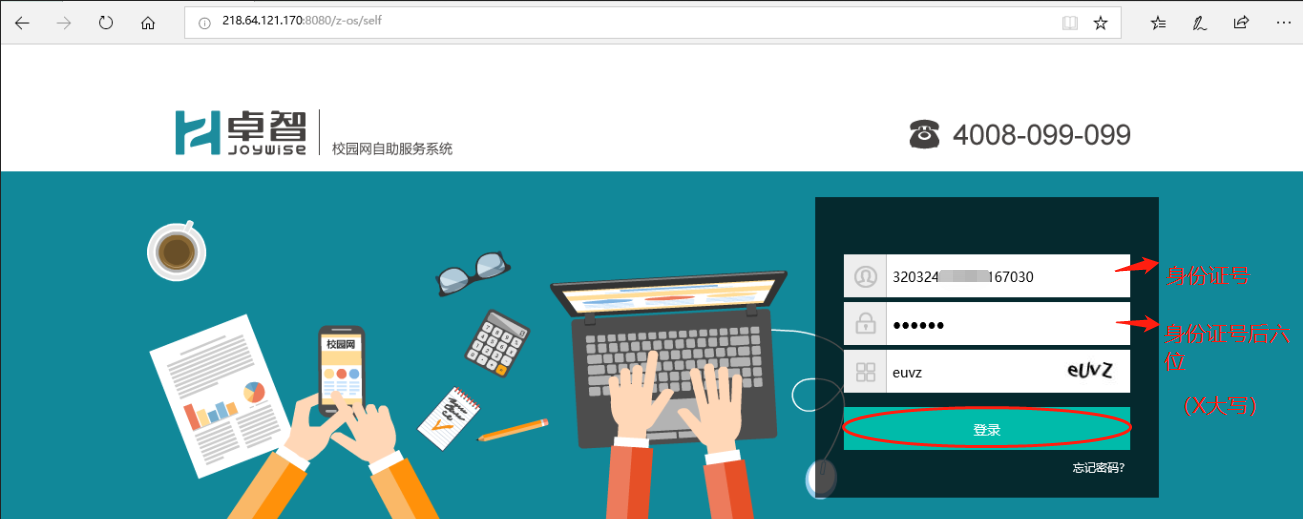 218.64.121.170:8080/z-os/self
卓智
JOYWISE
校园网自助服务系统
4008-099-099
320324 167030
身份证号
••••••
身份证号后六
位
(X大写)
euvz
eUvZ
登录
忘记密码?
校园网